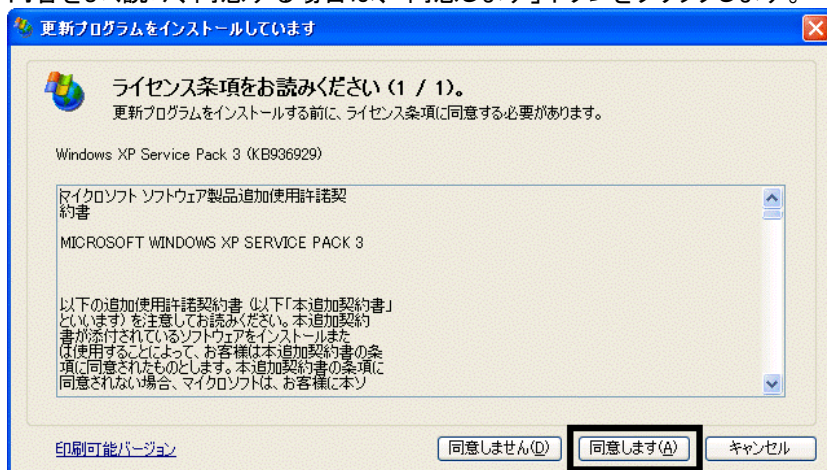 更新プログラムをインストールしています
ライセンス条項をお読みください (1 / 1)。
更新プログラムをインストールする前に、ライセンス条項に同意する必要があります。
Windows XP Service Pack 3 (KB936929)
マイクロソフト ソフトウェア製品追加使用許諾契
約書
MICROSOFT WINDOWS XP SERVICE PACK 3
以下の追加使用許諾契約書 (以下「本追加契約書」
といいます) を注意してお読みください。本追加契約
書が添付されているソフトウェアをインストールまた
は使用することによって、お客様は本追加契約書の条
項に同意されたものとします。本追加契約書の条項に
同意されない場合、マイクロソフトは、お客様に本ソ
印刷可能バージョン
同意しません(D)
同意します(A)
キャンセル